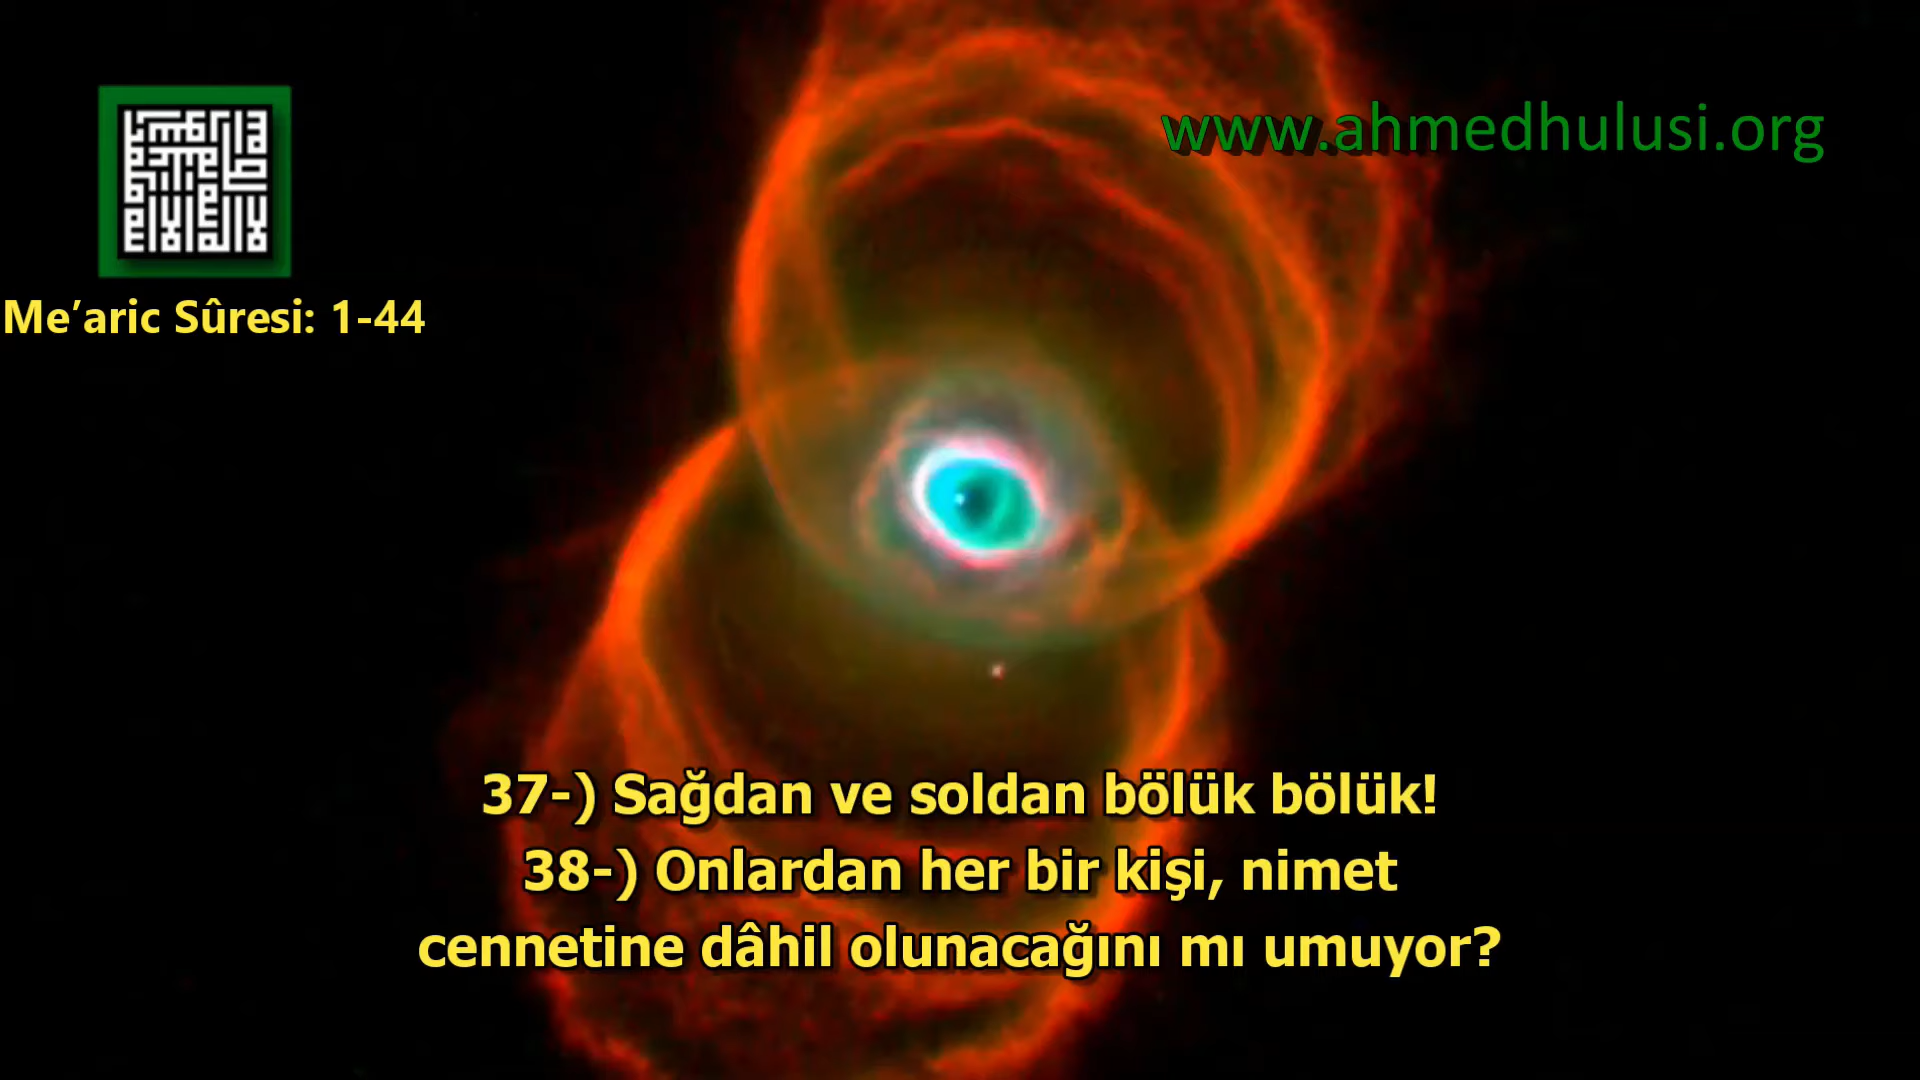 www.ahmedhulusi.org
Me’aric Sûresi: 1-44
37-) Sağdan ve soldan bölük bölük!
38-) Onlardan her bir kişi, nimet
cennetine dâhil olunacağını mı umuyor?